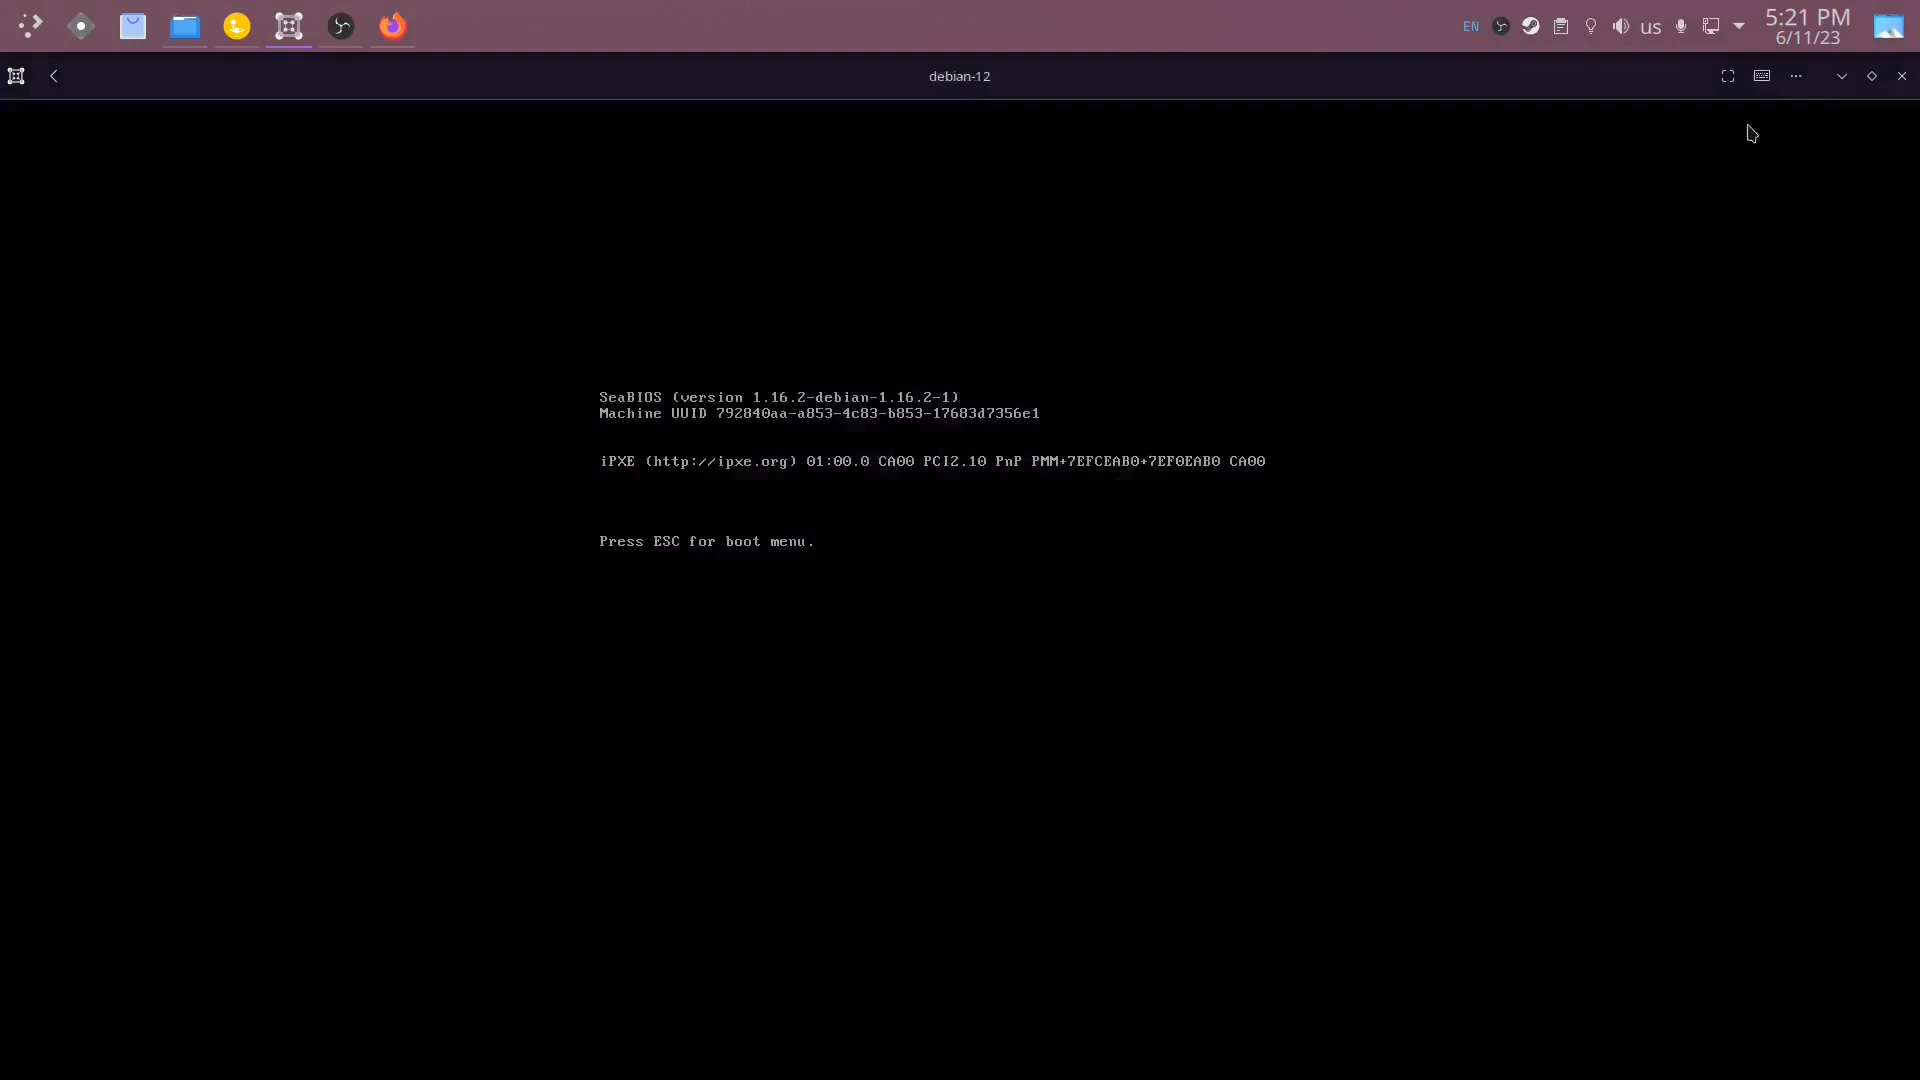 EN
us
5:21 PM
6/11/23
debian-12
SeaBIOS (version 1.16.2-debian-1.16.2-1)
Machine UUID 792840aa-a853-4c83-b853-17683d7356e1
iPXE (http://ipxe.org) 01:00.0 CA00 PCI2.10 PnP PMM+7EFCEAB0+7EF0EAB0 CA00
Press ESC for boot menu.